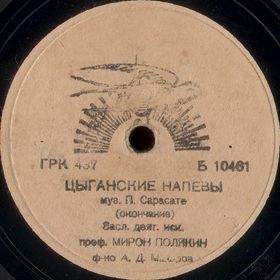 ГРК 437 Б 10461
ЦЫГАНСКИЕ НАПЕВЫ
муз. П. Сарасате
(окончание)
Засл. деят. иск.
проф. МИРОН ПОЛЯКИН
ф-но А. Д. Макаров